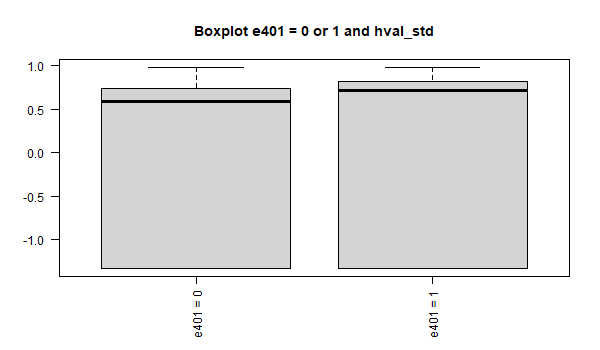 Boxplot e401 = 0 or 1 and hval_std
1.0
0.5
0.0
-0.5
-1.0
e401 = 0
e401 = 1